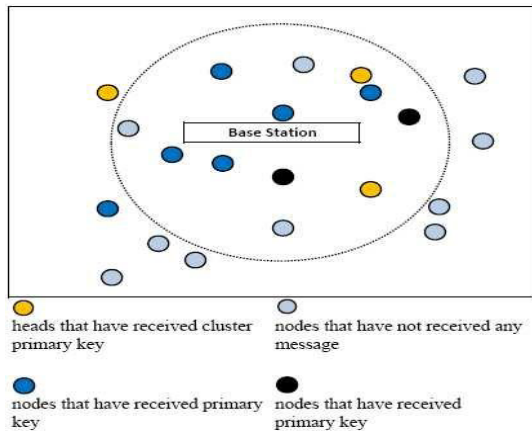 Base Station
heads that have received cluster
primary key
nodes that have not received any
message
nodes that have received primary
key
nodes that have received
primary key